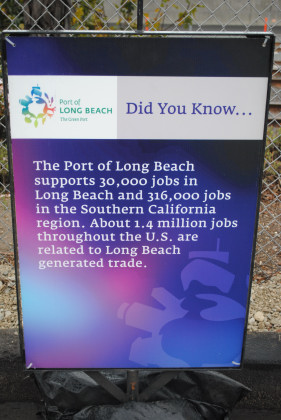 Port of
LONG BEACH
The Green Port
Did You Know...
The Port of Long Beach
supports 30,000 jobs in
Long Beach and 316,000 jobs
in the Southern California
region. About 1.4 million jobs
throughout the U.S. are
related to Long Beach
generated trade.